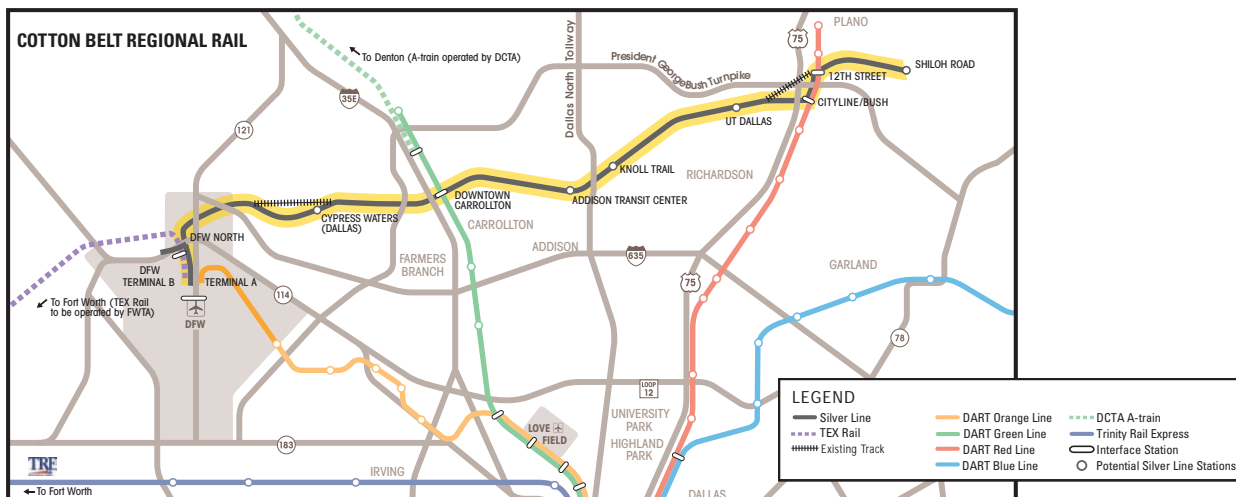 COTTON BELT REGIONAL RAIL
To Denton (A-train operated by DCTA)
35E
121
Dallas North Tollway
President GeorgeBush Turnpike
75
PLANO
12TH STREET
SHILOH ROAD
CITYLINE/BUSH
UT DALLAS
KNOLL TRAIL
RICHARDSON
ADDISON TRANSIT CENTER
DOWNTOWN
CARROLLTON
CARROLLTON
CYPRESS WATERS
(DALLAS)
DFW NORTH
DFW
TERMINAL B
TERMINAL A
To Fort Worth (TEX Rail
to be operated by FWTA)
DFW
114
FARMERS
BRANCH
ADDISON
635
75
GARLAND
78
LOOP
12
UNIVERSITY
PARK
HIGHLAND
PARK
LOVE
FIELD
183
IRVING
DALLAS
TRE
To Fort Worth
LEGEND
Silver Line
TEX Rail
Existing Track
DART Orange Line
DART Green Line
DART Red Line
DART Blue Line
DCTA A-train
Trinity Rail Express
Interface Station
Potential Silver Line Stations